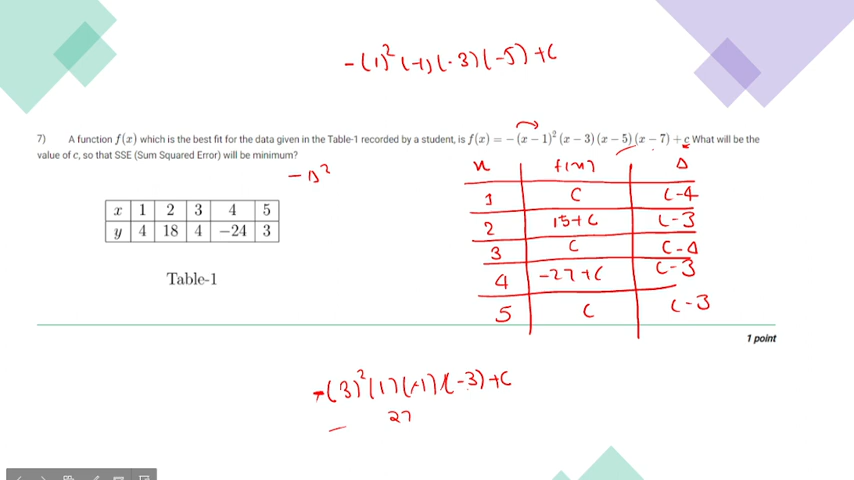 -(1)²(-1)(-3)(-5)+c
7) A function f(x) which is the best fit for the data given in the Table-1 recorded by a student, is f(x) = −(x − 1)² (x − 3) (x − 5) (x − 7) + c What will be the
value of c, so that SSE (Sum Squared Error) will be minimum?
-Δ²
x 1 2 3 4 5
y 4 18 4 −24 3
Table-1
x f(x) Δ
1 C C-4
2 15+C C-3
3 C C-4
4 -27+C C-3
5 C C-3
1 point
-(3)²(1)(-1)(-3)+C
27